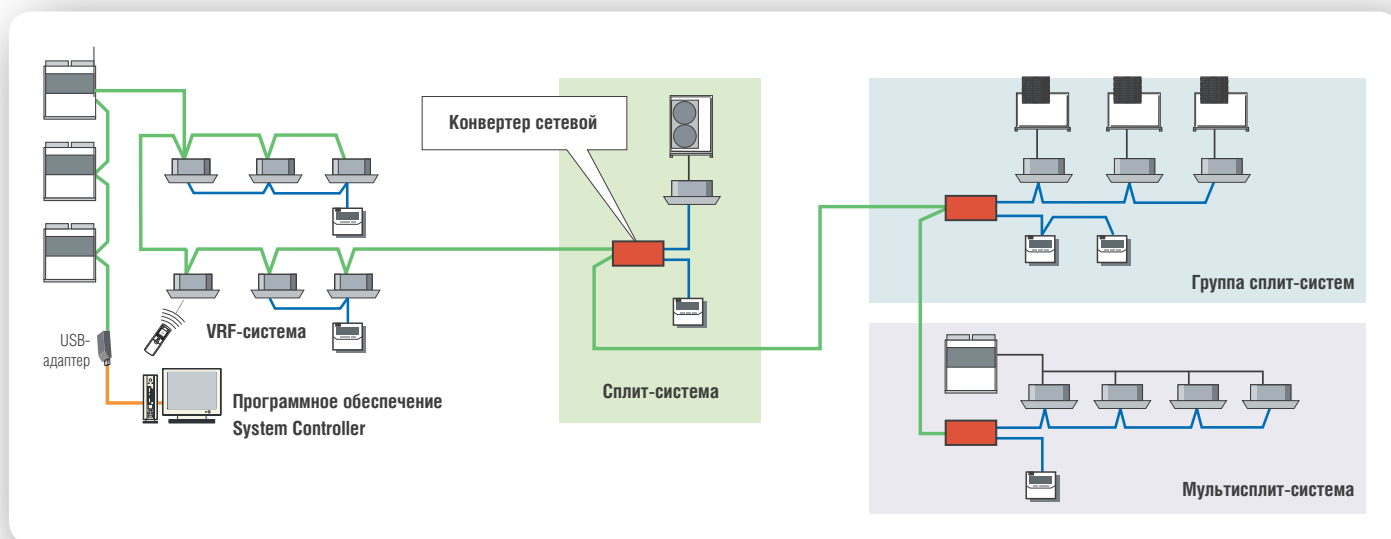 Конвертер сетевой
VRF-система
USB-
адаптер
Программное обеспечение
System Controller
Сплит-система
Группа сплит-систем
Мультисплит-система